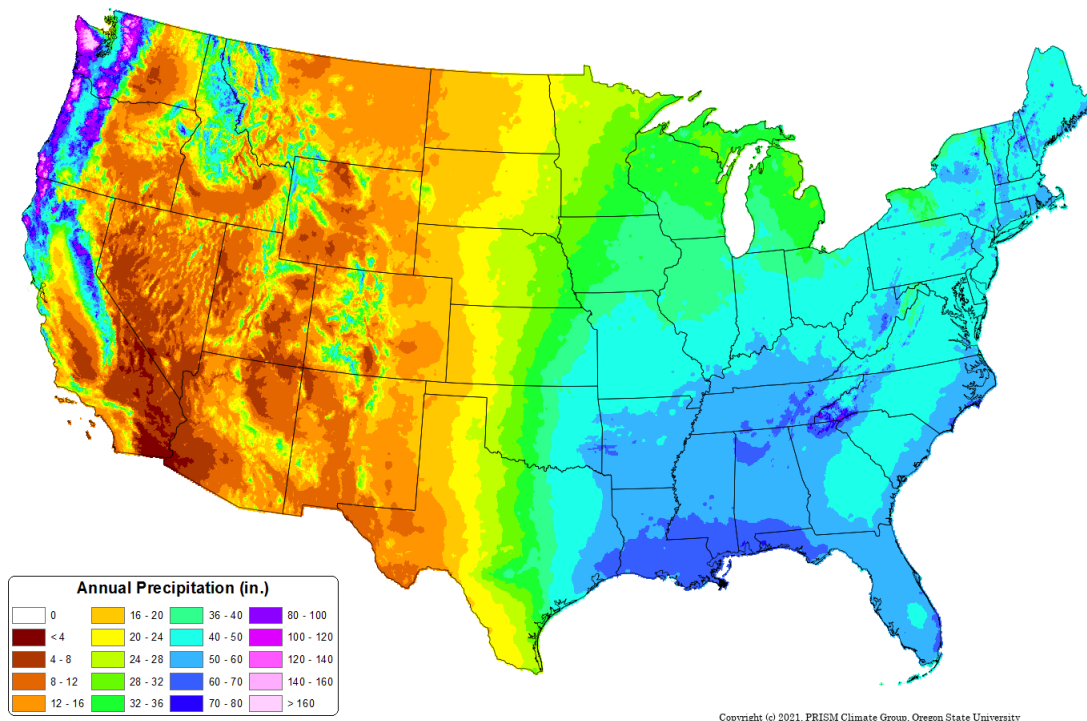 Annual Precipitation (in.)
0 16 - 20 36 - 40 80 - 100
< 4 20 - 24 40 - 50 100 - 120
4 - 8 24 - 28 50 - 60 120 - 140
8 - 12 28 - 32 60 - 70 140 - 160
12 - 16 32 - 36 70 - 80 > 160
Copyright (c) 2021, PRISM Climate Group, Oregon State University